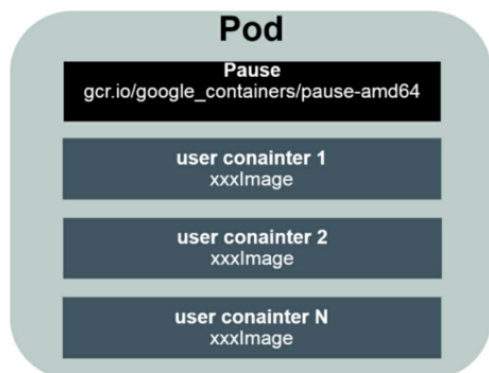 Pod
Pause
gcr.io/google_containers/pause-amd64
user conainter 1
xxxImage
user conainter 2
xxxImage
user conainter N
xxxImage